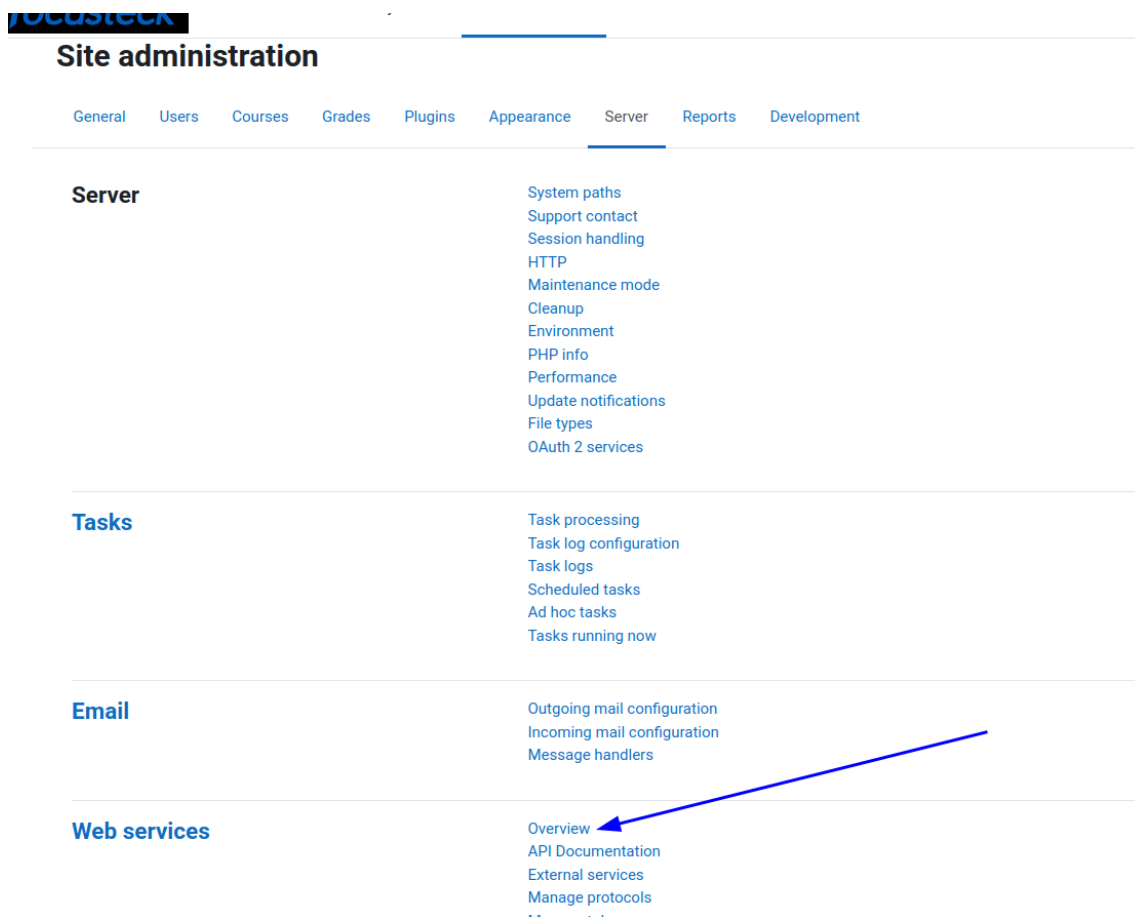 focusteck
Site administration
General Users Courses Grades Plugins Appearance Server Reports Development
Server
System paths
Support contact
Session handling
HTTP
Maintenance mode
Cleanup
Environment
PHP info
Performance
Update notifications
File types
OAuth 2 services
Tasks
Task processing
Task log configuration
Task logs
Scheduled tasks
Ad hoc tasks
Tasks running now
Email
Outgoing mail configuration
Incoming mail configuration
Message handlers
Web services
Overview
API Documentation
External services
Manage protocols